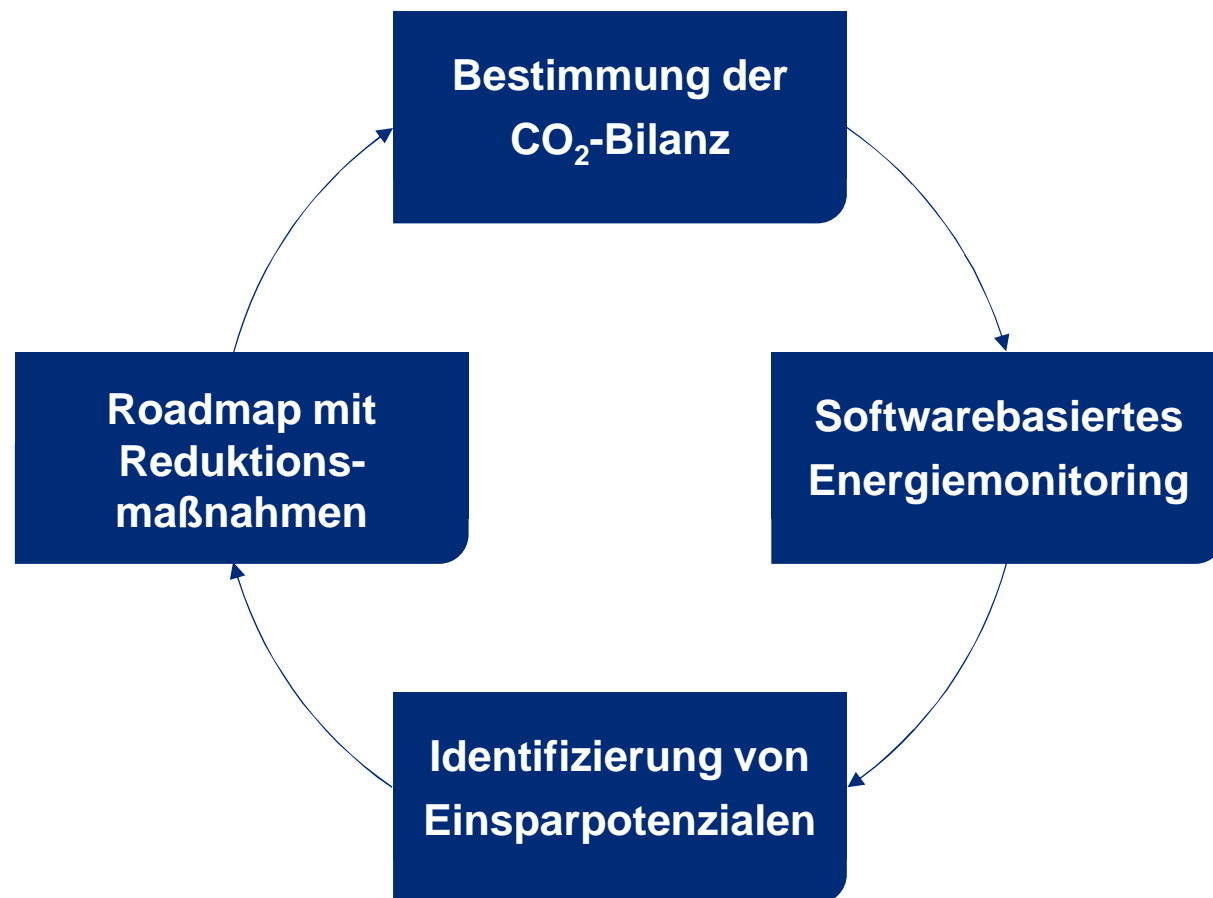 Bestimmung der
CO₂-Bilanz
Roadmap mit
Reduktions-
maßnahmen
Softwarebasiertes
Energiemonitoring
Identifizierung von
Einsparpotenzialen